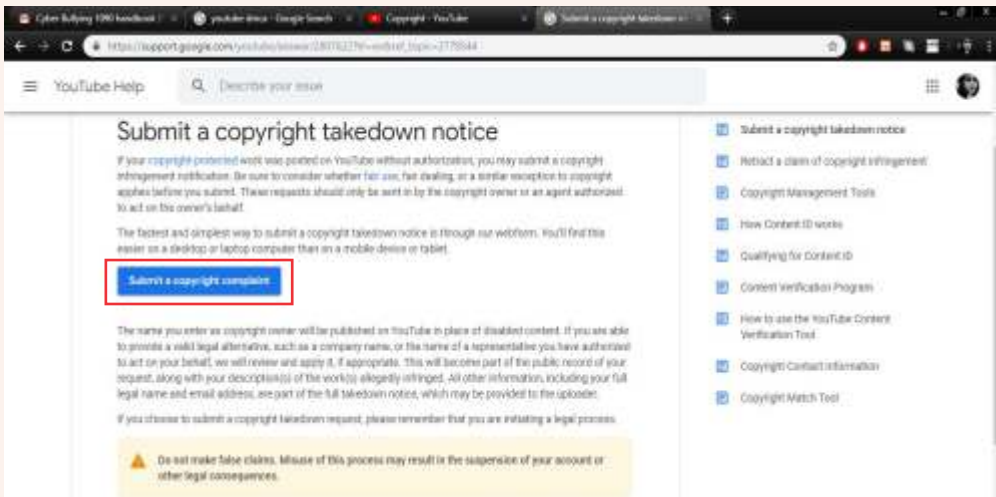 Cyber Bullying 1090 handbook
youtube
- Google Search
Copyright - YouTube
Submit a copyright takedown n
https://support.google.com/youtube/answer/2807622?hl=en&ref_topic=2778544
YouTube Help
Describe your issue
Submit a copyright takedown notice
If your copyright-protected work was posted on YouTube without authorization, you may submit a copyright
infringement notification. Be sure to consider whether fair use, fair dealing, or a similar exception to copyright
applies before you submit. These requests should only be sent in by the copyright owner or an agent authorized
to act on the owner's behalf.
The fastest and simplest way to submit a copyright takedown notice is through our webform. You'll find this
easier on a desktop or laptop computer than on a mobile device or tablet.
Submit a copyright complaint
The name you enter as copyright owner will be published on YouTube in place of disabled content. If you are able
to provide a valid legal alternative, such as a company name, or the name of a representative you have authorized
to act on your behalf, we will review and apply it, if appropriate. This will become part of the public record of your
request, along with your description(s) of the work(s) allegedly infringed. All other information, including your full
legal name and email address, are part of the full takedown notice, which may be provided to the uploader.
If you choose to submit a copyright takedown request, please remember that you are initiating a legal process.
Do not make false claims. Misuse of this process may result in the suspension of your account or
other legal consequences.
Submit a copyright takedown notice
Retract a claim of copyright infringement
Copyright Management Tools
How Content ID works
Qualifying for Content ID
Content Verification Program
How to use the YouTube Content
Verification Tool
Copyright Contact Information
Copyright Match Tool